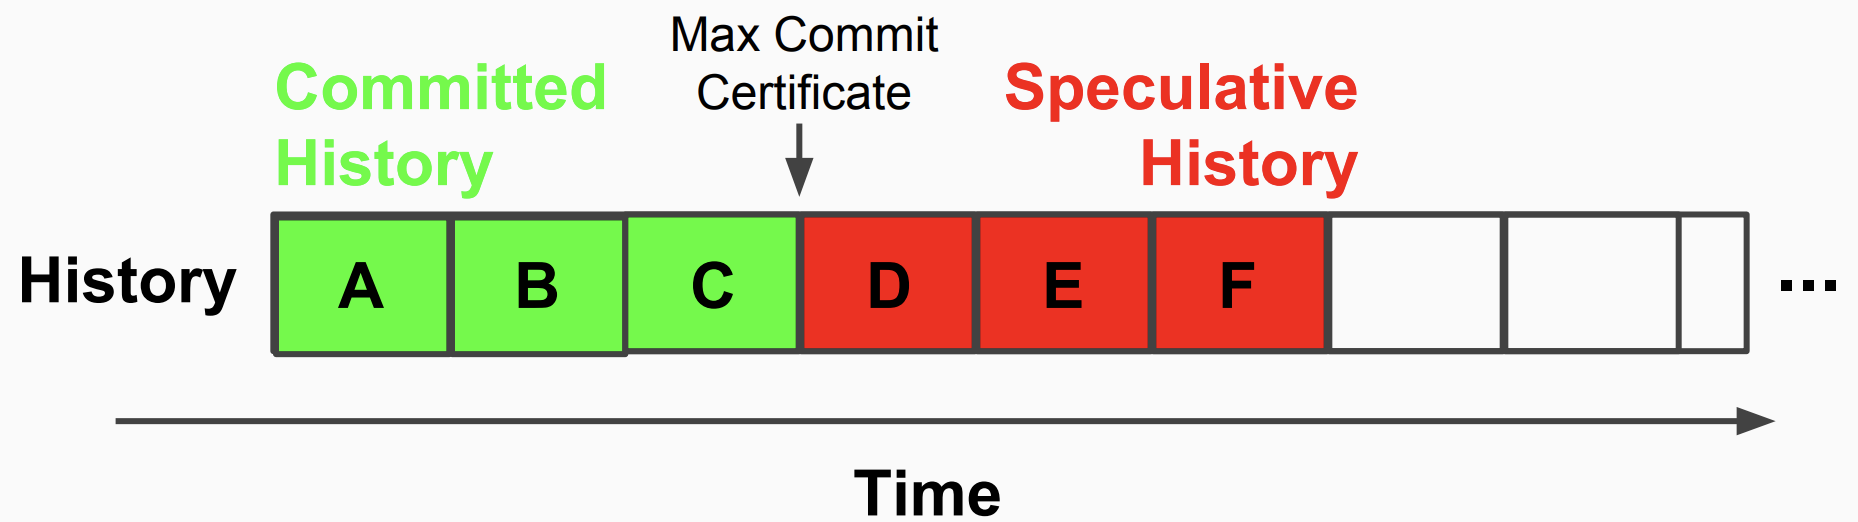 Max Commit
Certificate
Committed
History
Speculative
History
History
A B C D E F
...
Time